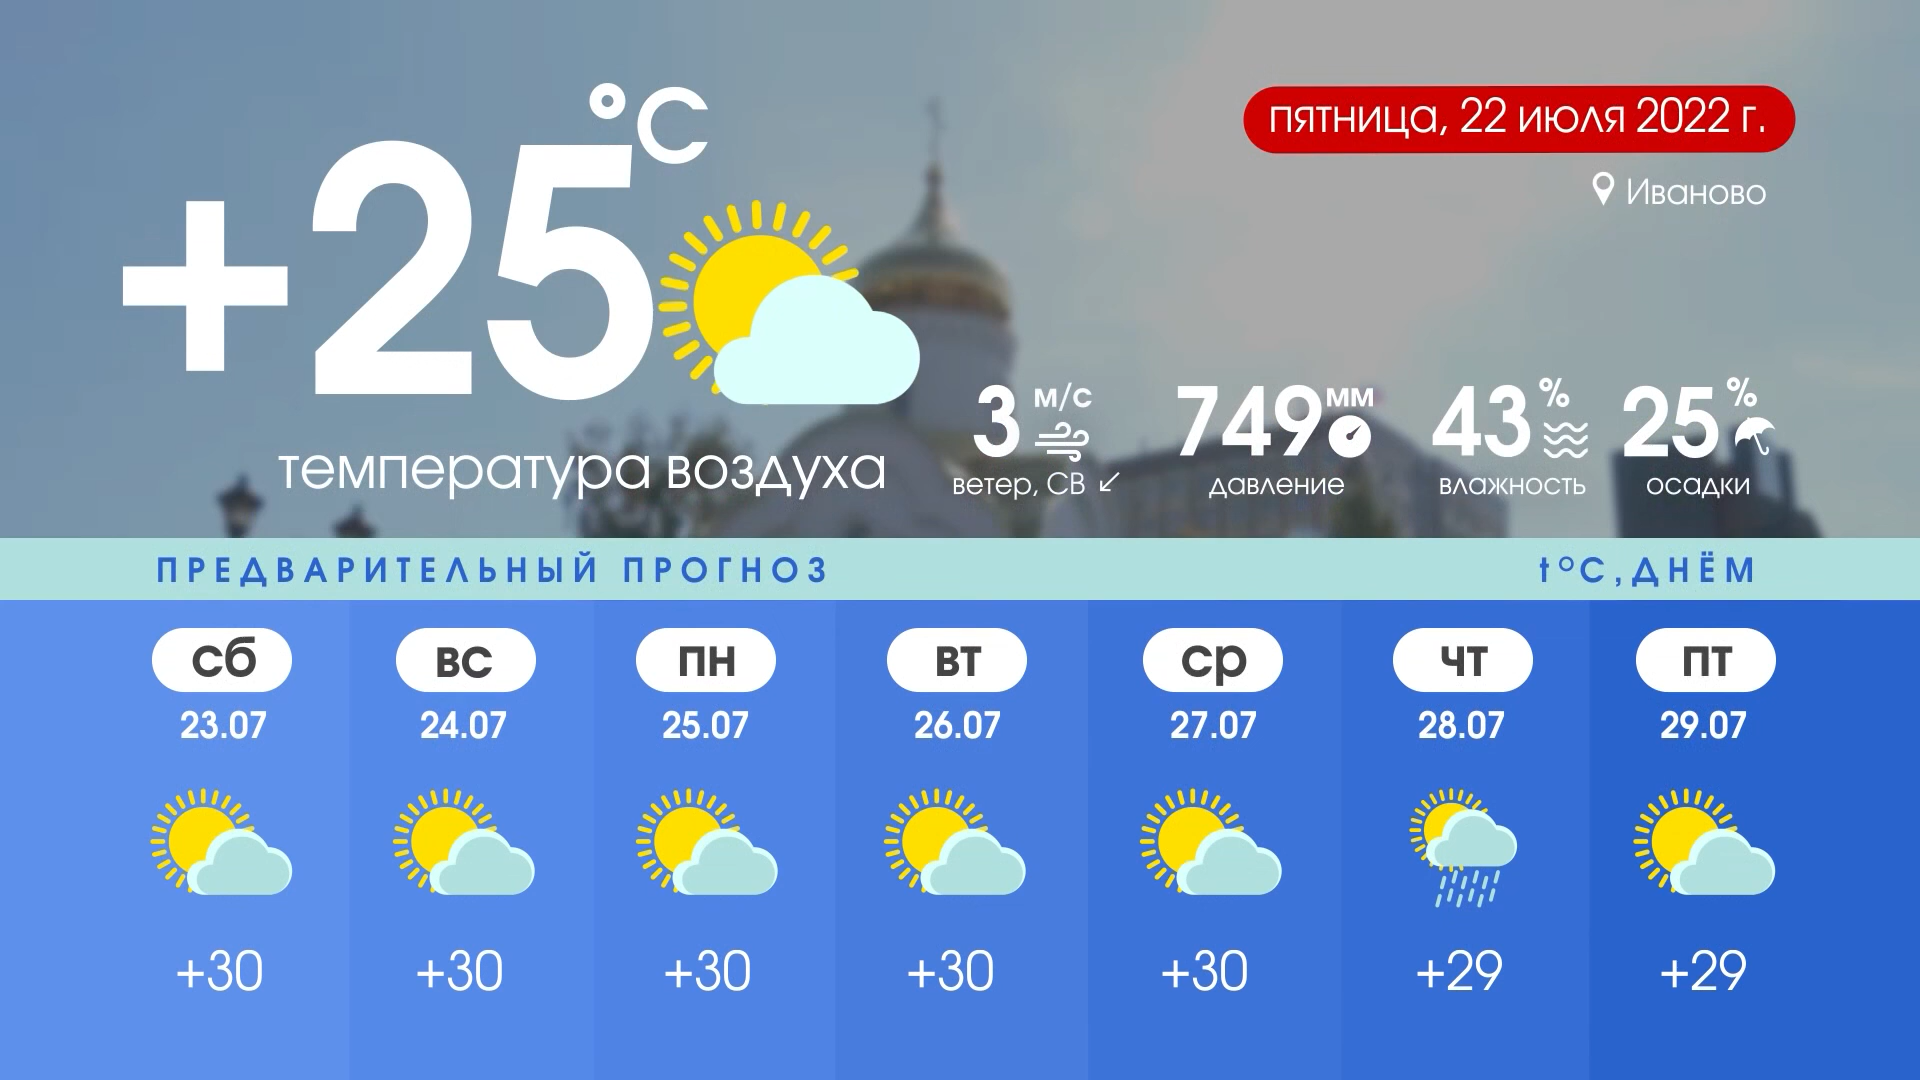 +25°C
температура воздуха
пятница, 22 июля 2022 г.
Иваново
3 м/с
ветер, СВ ↙
749 мм
давление
43 %
влажность
25 %
осадки
ПРЕДВАРИТЕЛЬНЫЙ ПРОГНОЗ
t°C, ДНЁМ
сб вс пн вт ср чт пт
23.07 24.07 25.07 26.07 27.07 28.07 29.07
+30 +30 +30 +30 +30 +29 +29